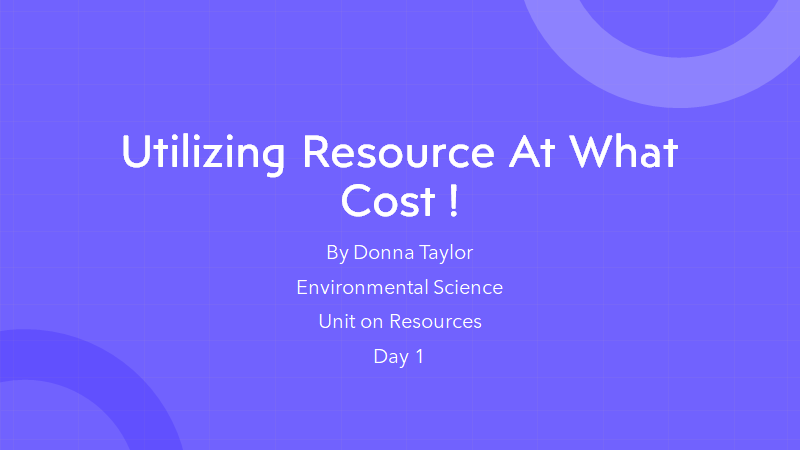 Utilizing Resource At What
Cost !
By Donna Taylor
Environmental Science
Unit on Resources
Day 1